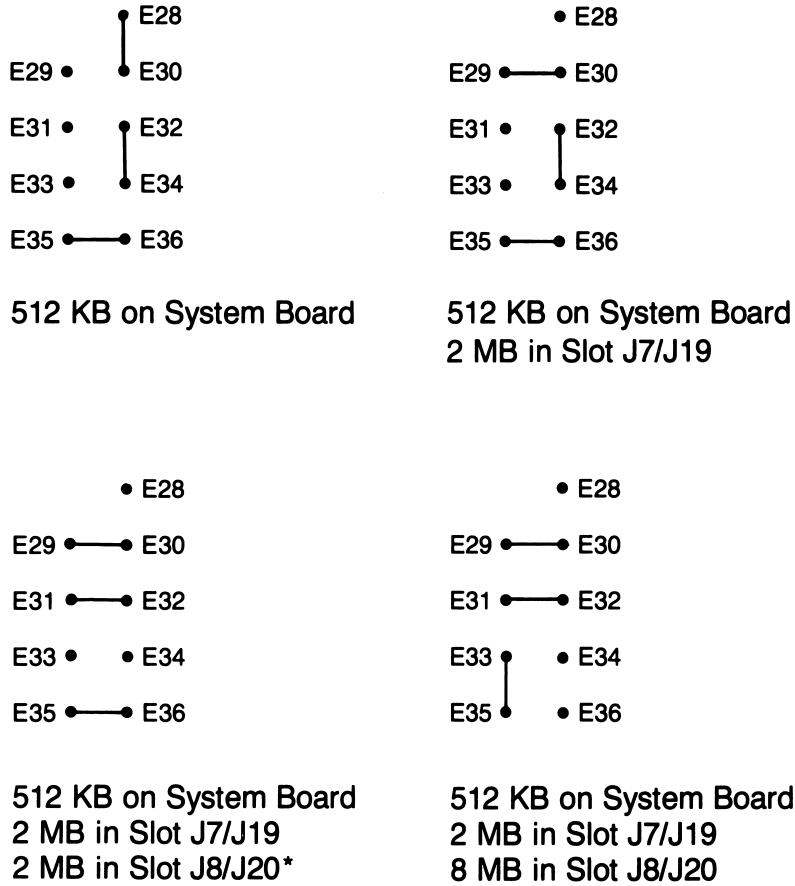 E28
E29 E30
E31 E32
E33 E34
E35 E36
512 KB on System Board
E28
E29 E30
E31 E32
E33 E34
E35 E36
512 KB on System Board
2 MB in Slot J7/J19
E28
E29 E30
E31 E32
E33 E34
E35 E36
512 KB on System Board
2 MB in Slot J7/J19
2 MB in Slot J8/J20*
E28
E29 E30
E31 E32
E33 E34
E35 E36
512 KB on System Board
2 MB in Slot J7/J19
8 MB in Slot J8/J20